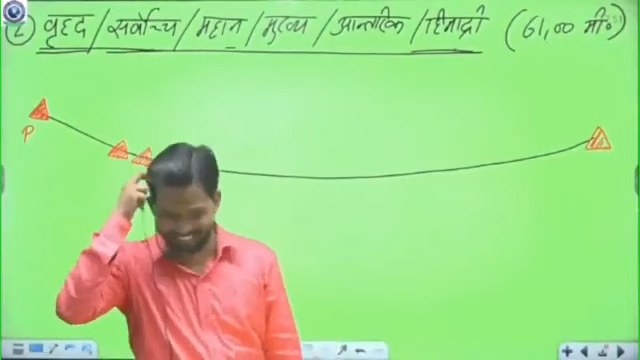 ② वृहद / सर्वोच्च / महान / मुख्य / आन्तरिक / हिमाद्री (61,00 मी०)
P